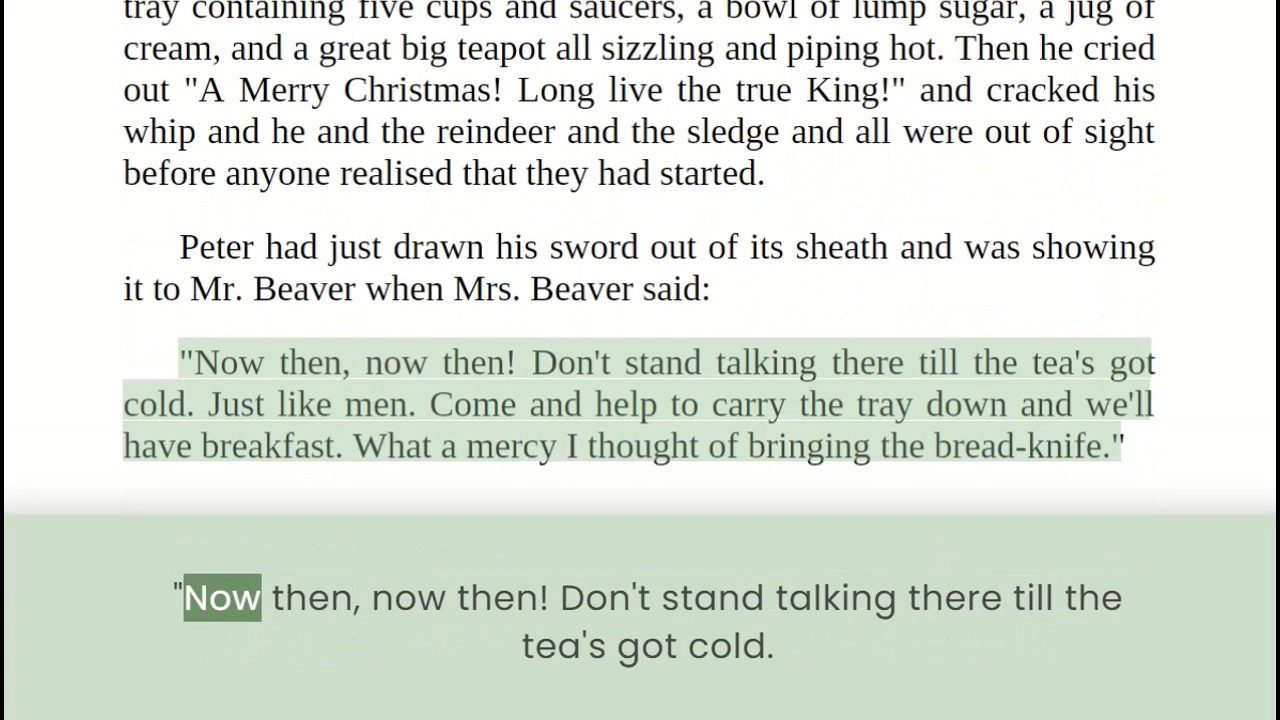 tray containing five cups and saucers, a bowl of lump sugar, a jug of
cream, and a great big teapot all sizzling and piping hot. Then he cried
out "A Merry Christmas! Long live the true King!" and cracked his
whip and he and the reindeer and the sledge and all were out of sight
before anyone realised that they had started.
Peter had just drawn his sword out of its sheath and was showing
it to Mr. Beaver when Mrs. Beaver said:
"Now then, now then! Don't stand talking there till the tea's got
cold. Just like men. Come and help to carry the tray down and we'll
have breakfast. What a mercy I thought of bringing the bread-knife."
"Now then, now then! Don't stand talking there till the
tea's got cold.